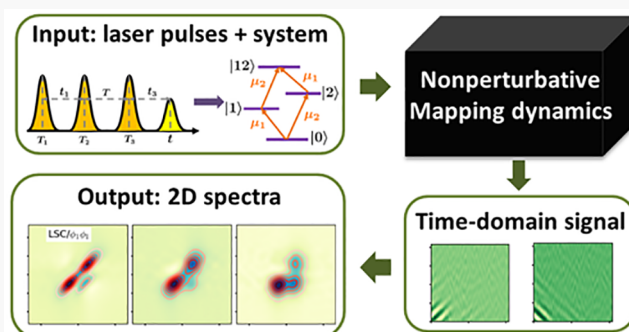 Input: laser pulses + system
t₁ T t₃
T₁ T₂ T₃ t
|12⟩
μ₂ μ₁
|1⟩ |2⟩
μ₁ μ₂
|0⟩
Nonperturbative
Mapping dynamics
Output: 2D spectra
LSC/ϕ₁ϕ₁
Time-domain signal